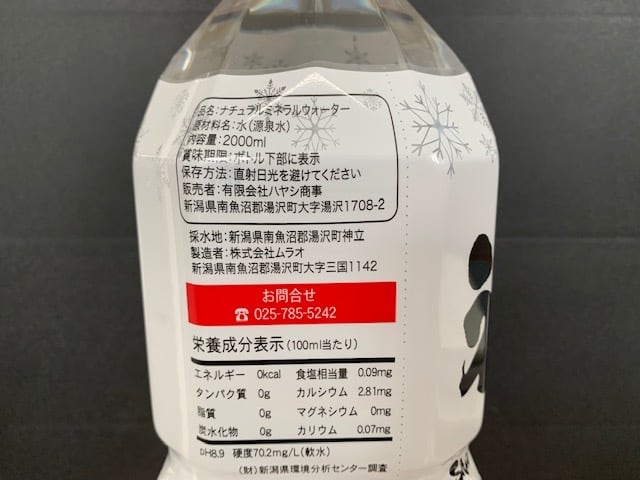 品名:ナチュラルミネラルウォーター
原材料名:水(源泉水)
内容量:2000ml
賞味期限:ボトル下部に表示
保存方法:直射日光を避けてください
販売者:有限会社ハヤシ商事
新潟県南魚沼郡湯沢町大字湯沢1708-2
採水地:新潟県南魚沼郡湯沢町神立
製造者:株式会社ムラオ
新潟県南魚沼郡湯沢町大字三国1142
お問合せ
☎ 025-785-5242
栄養成分表示(100ml当たり)
エネルギー 0kcal 食塩相当量 0.09mg
タンパク質 0g カルシウム 2.81mg
脂質 0g マグネシウム 0mg
炭水化物 0g カリウム 0.07mg
pH8.9 硬度70.2mg/L(軟水)
(財)新潟県環境分析センター調査